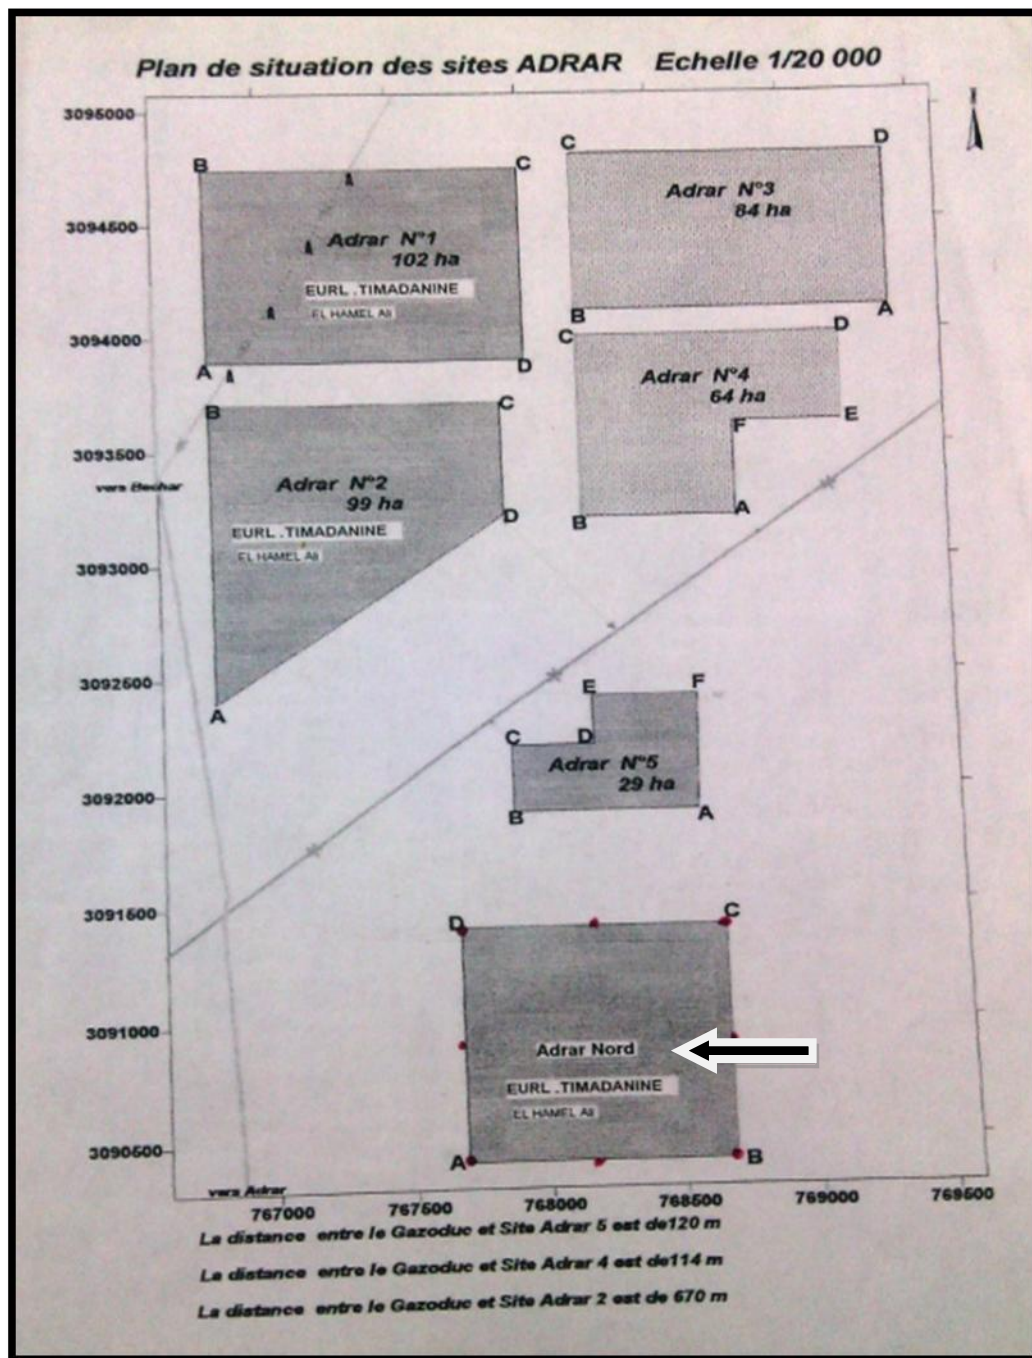 Plan de situation des sites ADRAR Echelle 1/20 000
3095000
B
C
C
D
Adrar N°1
102 ha
EURL .TIMADANINE
EL HAMEL Ali
Adrar N°3
84 ha
3094500
3094000
A
D
B
A
C
D
Adrar N°4
64 ha
F
E
B
A
B
C
Adrar N°2
99 ha
EURL .TIMADANINE
EL HAMEL Ali
D
A
3093500
vers Bechar
3093000
3092500
E
F
C
D
Adrar N°5
29 ha
B
A
3092000
3091500
D
C
3091000
Adrar Nord
EURL .TIMADANINE
EL HAMEL Ali
3090500
A
B
vers Adrar
767000
767500
768000
768500
769000
769500
La distance entre le Gazoduc et Site Adrar 5 est de120 m
La distance entre le Gazoduc et Site Adrar 4 est de114 m
La distance entre le Gazoduc et Site Adrar 2 est de 670 m